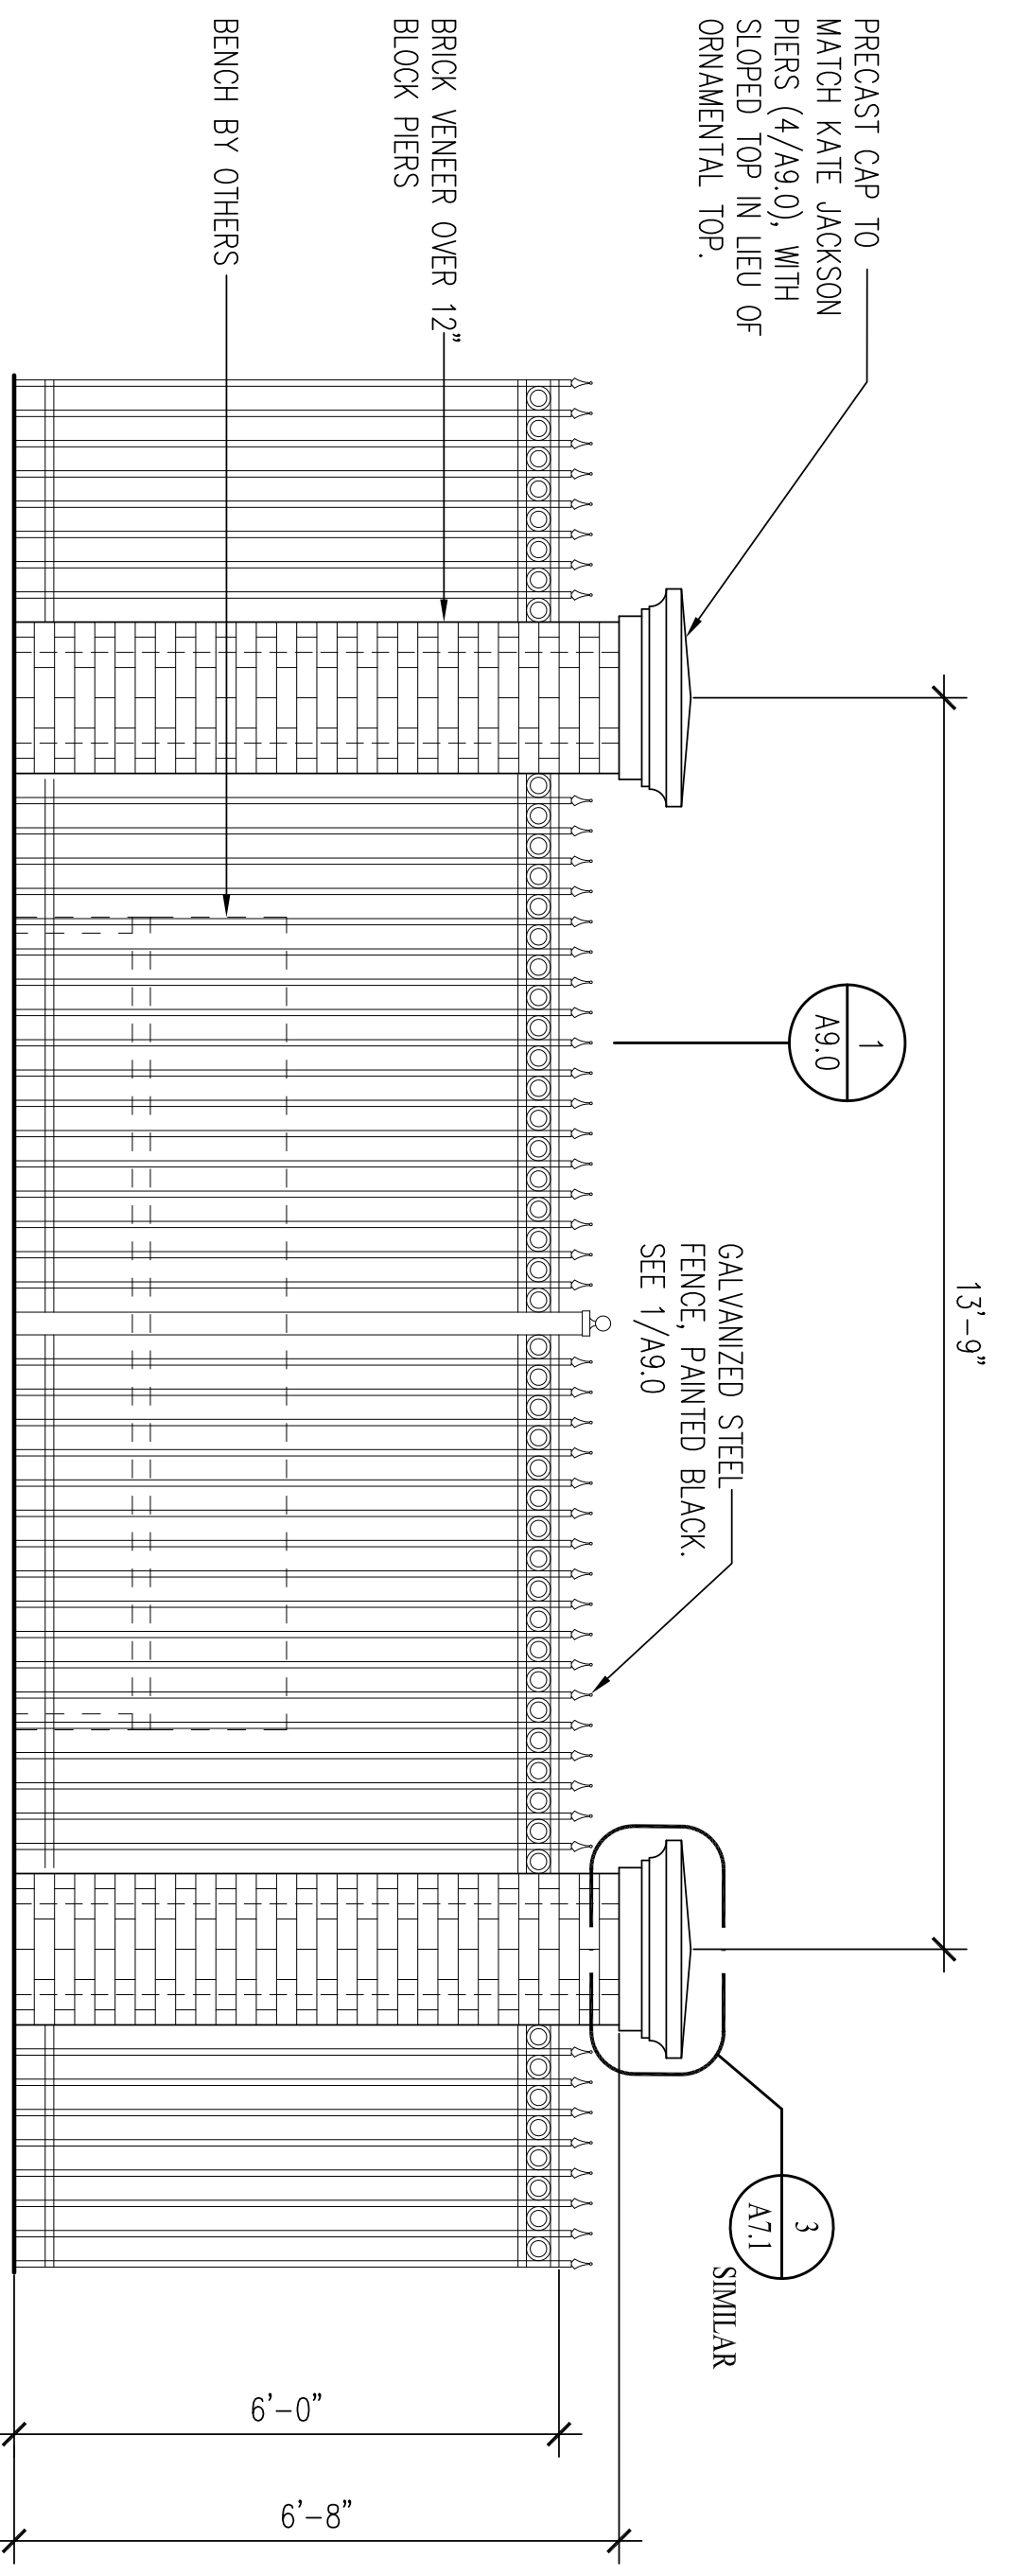 PRECAST CAP TO
MATCH KATE JACKSON
PIERS (4/A9.0), WITH
SLOPED TOP IN LIEU OF
ORNAMENTAL TOP.
BRICK VENEER OVER 12"
BLOCK PIERS
BENCH BY OTHERS
13'-9"
1
A9.0
GALVANIZED STEEL
FENCE, PAINTED BLACK.
SEE 1/A9.0
3
A7.1
SIMILAR
6'-0"
6'-8"